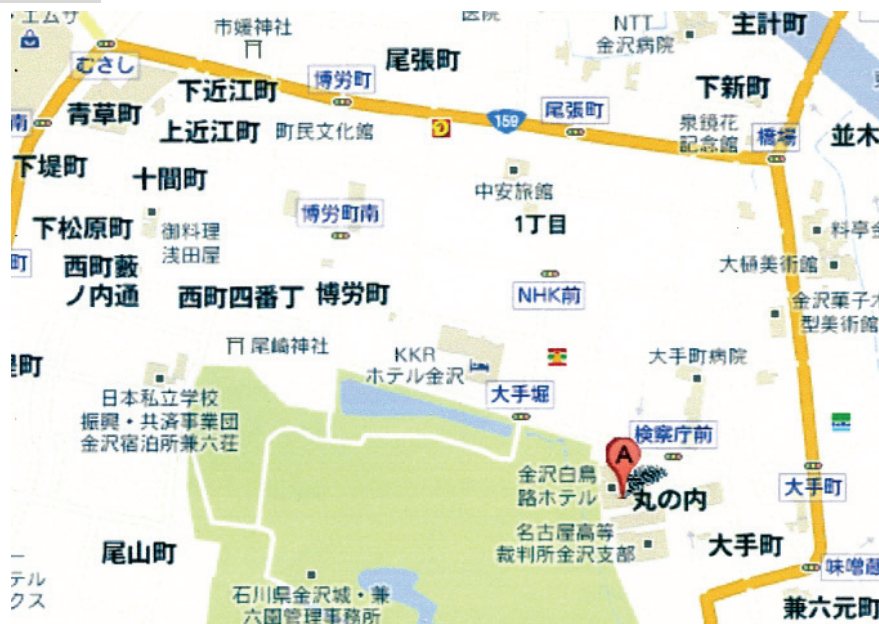 エムザ
市媛神社
医院
NTT
金沢病院
主計町
むさし
尾張町
博労町
下近江町
下新町
青草町
159
尾張町
南
上近江町
町民文化館
泉鏡花
記念館
橋場
並木
下堤町
十間町
中安旅館
博労町南
1丁目
下松原町
御料理
浅田屋
料亭金
町
西町藪
ノ内通
大樋美術館
西町四番丁
博労町
NHK前
金沢菓子木
型美術館
尾崎神社
KKR
ホテル金沢
大手町病院
堤町
日本私立学校
振興・共済事業団
金沢宿泊所兼六荘
大手堀
検察庁前
A
金沢白鳥
路ホテル
丸の内
大手町
名古屋高等
裁判所金沢支部
大手町
尾山町
テル
クス
石川県金沢城・兼
六園管理事務所
味噌蔵
兼六元町